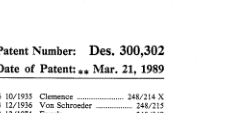 Patent Number: Des. 300,302
Date of Patent: ** Mar. 21, 1989
10/1935 Clemence .................... 248/214 X
12/1936 Von Schroeder ............... 248/215